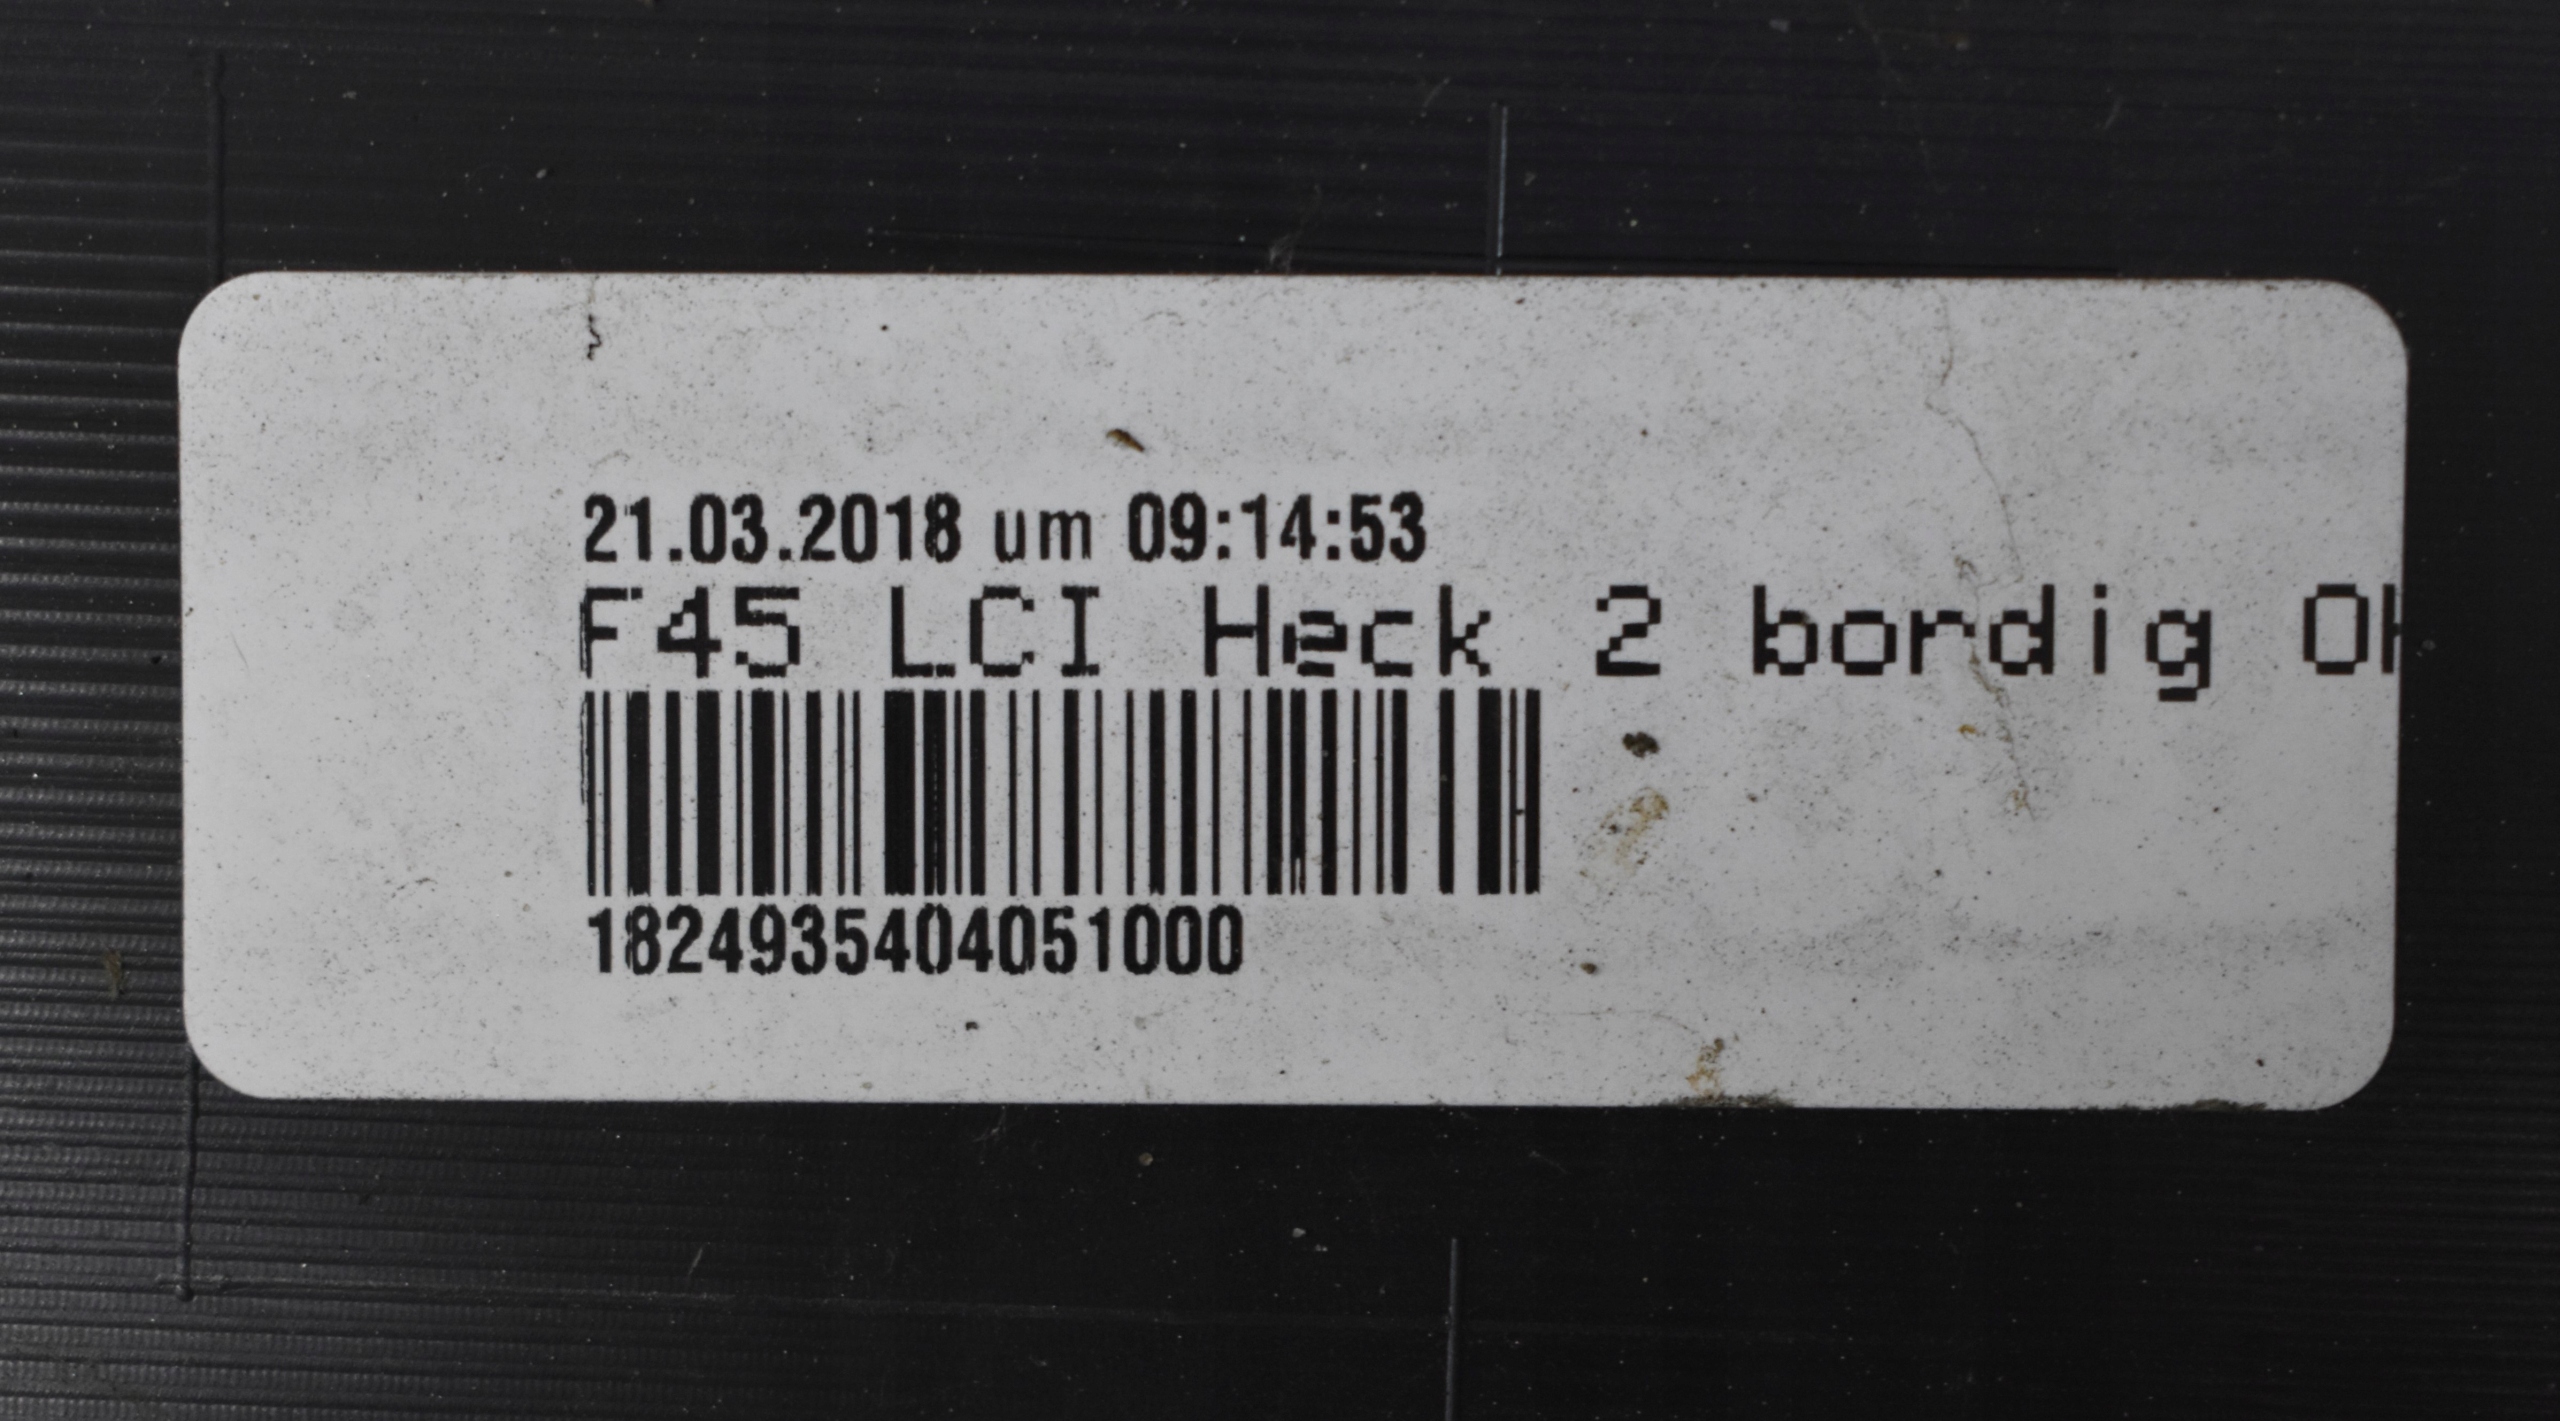 21.03.2018 um 09:14:53
F45 LCI Heck 2 bordig
1824935404051000